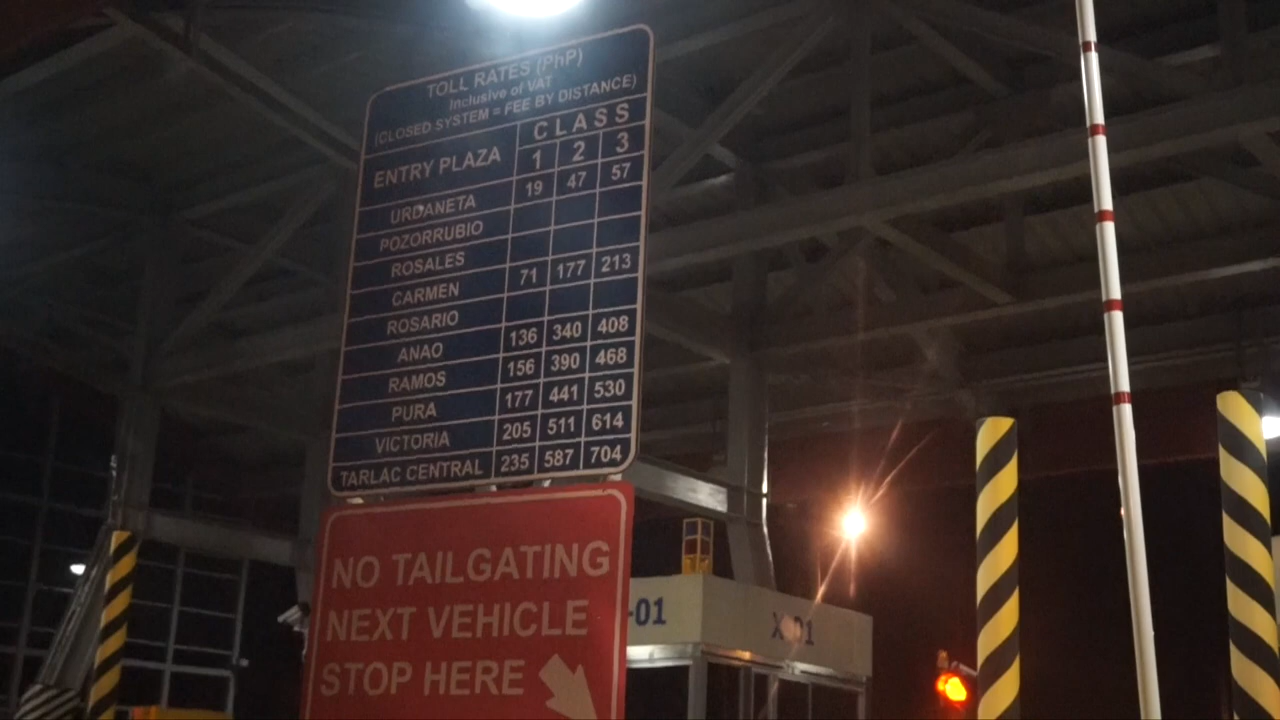 TOLL RATES (PhP)
Inclusive of VAT
(CLOSED SYSTEM = FEE BY DISTANCE)
ENTRY PLAZA CLASS
1 2 3
URDANETA 19 47 57
POZORRUBIO
ROSALES
CARMEN 71 177 213
ROSARIO
ANAO 136 340 408
RAMOS 156 390 468
PURA 177 441 530
VICTORIA 205 511 614
TARLAC CENTRAL 235 587 704
NO TAILGATING
NEXT VEHICLE
STOP HERE
-01